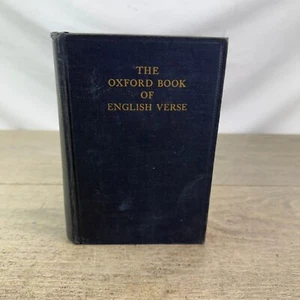 THE
OXFORD BOOK
OF
ENGLISH VERSE